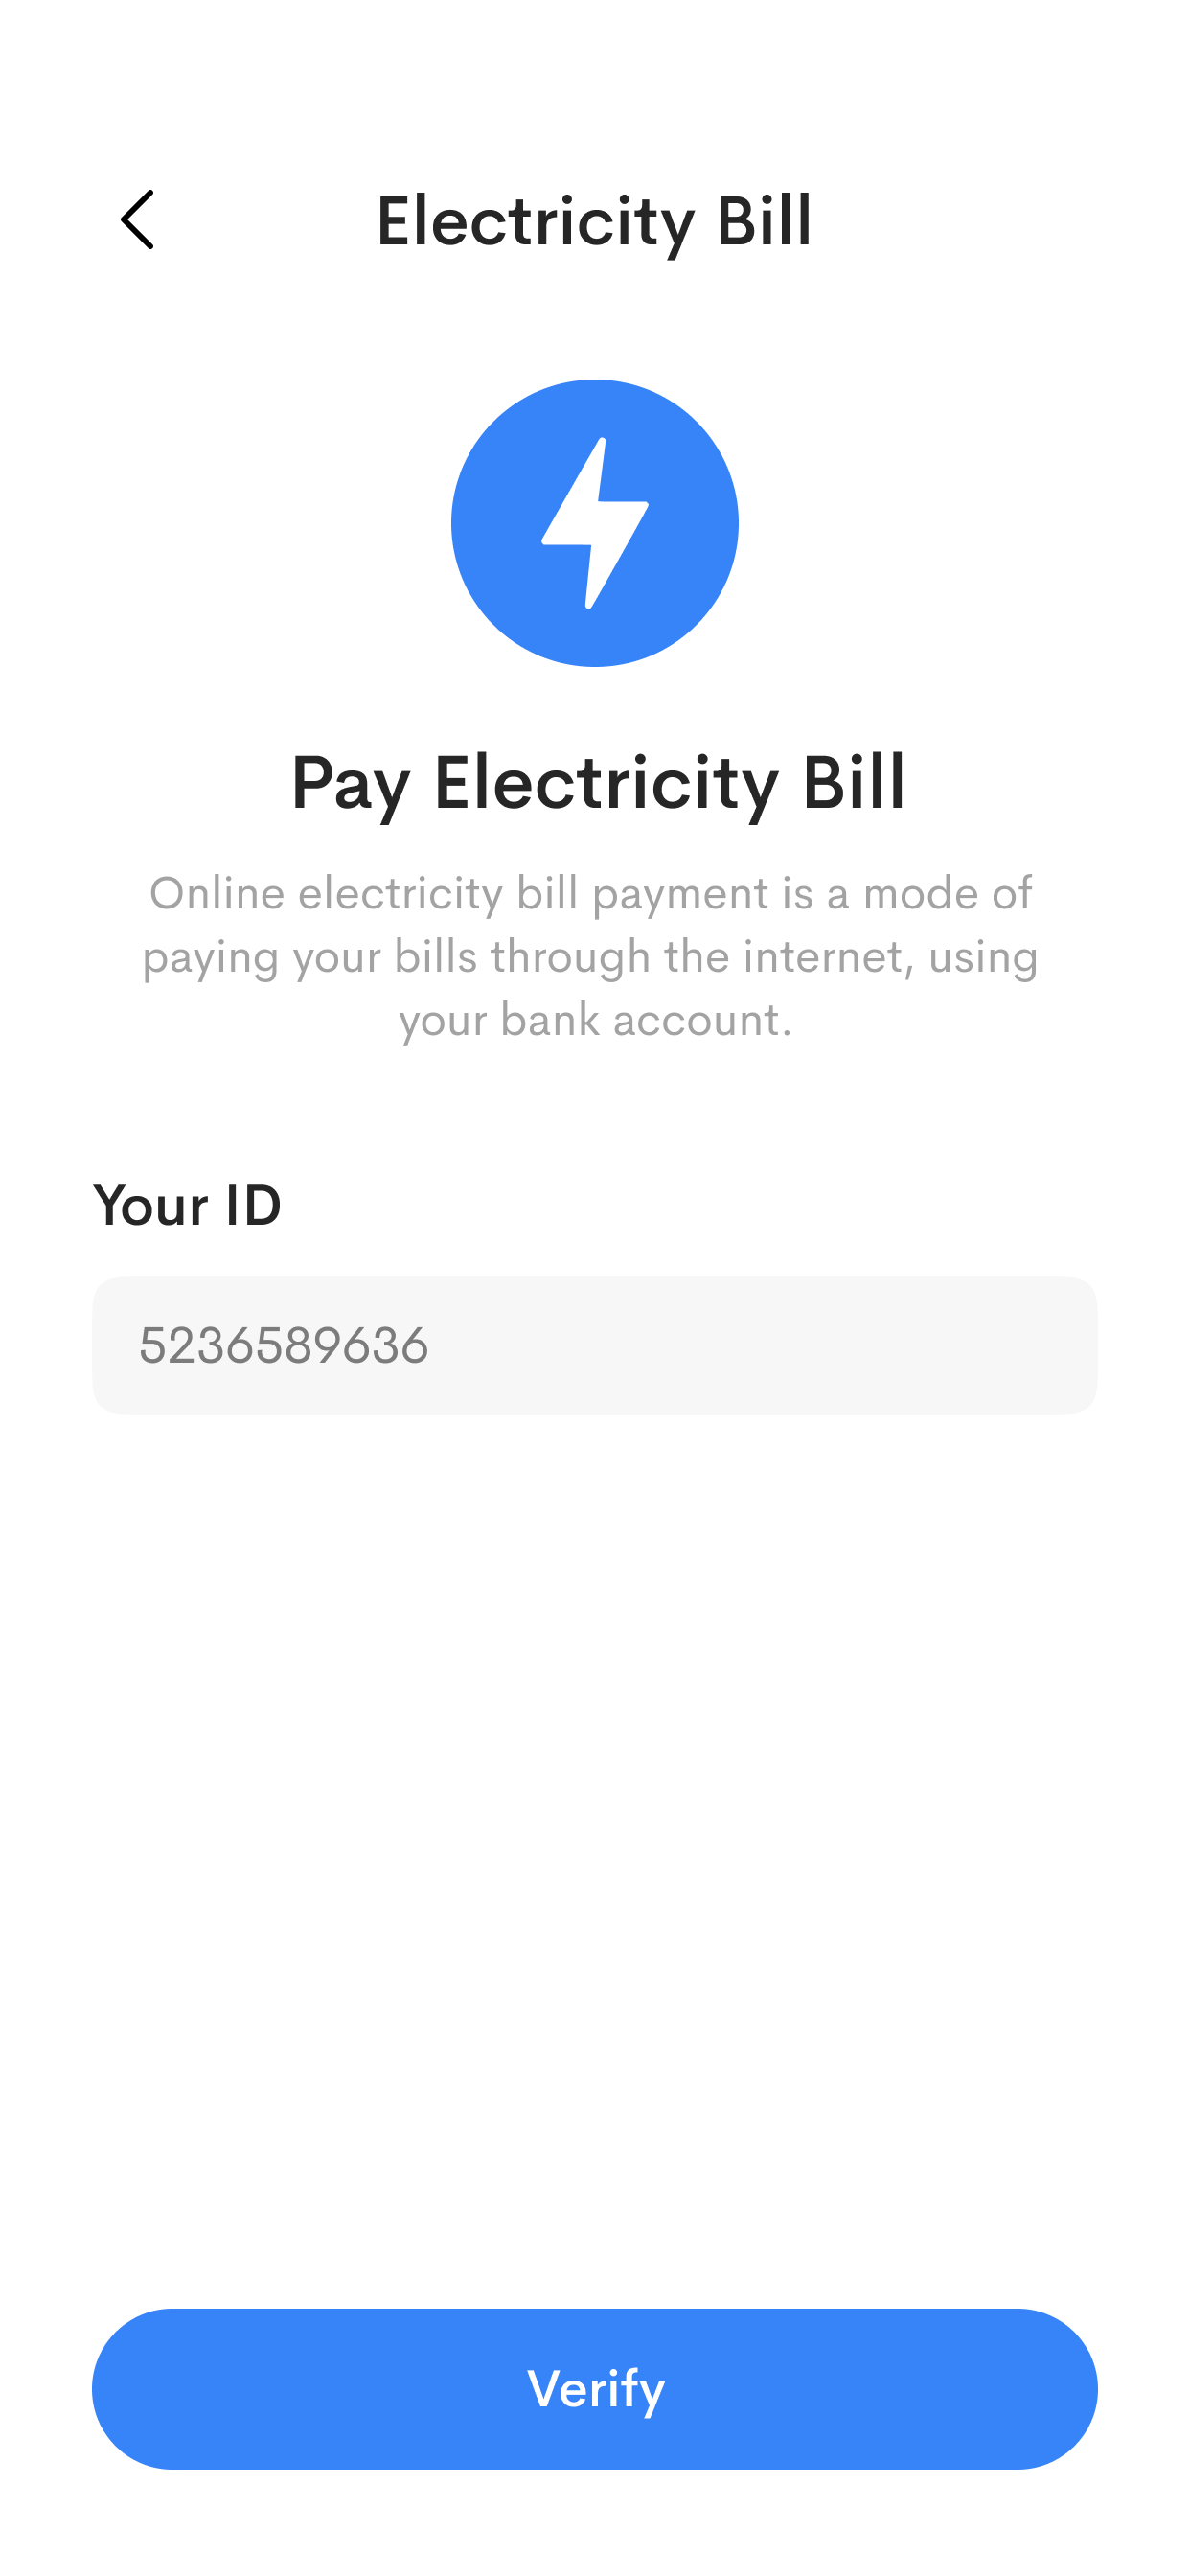 Electricity Bill
Pay Electricity Bill
Online electricity bill payment is a mode of
paying your bills through the internet, using
your bank account.
Your ID
5236589636
Verify